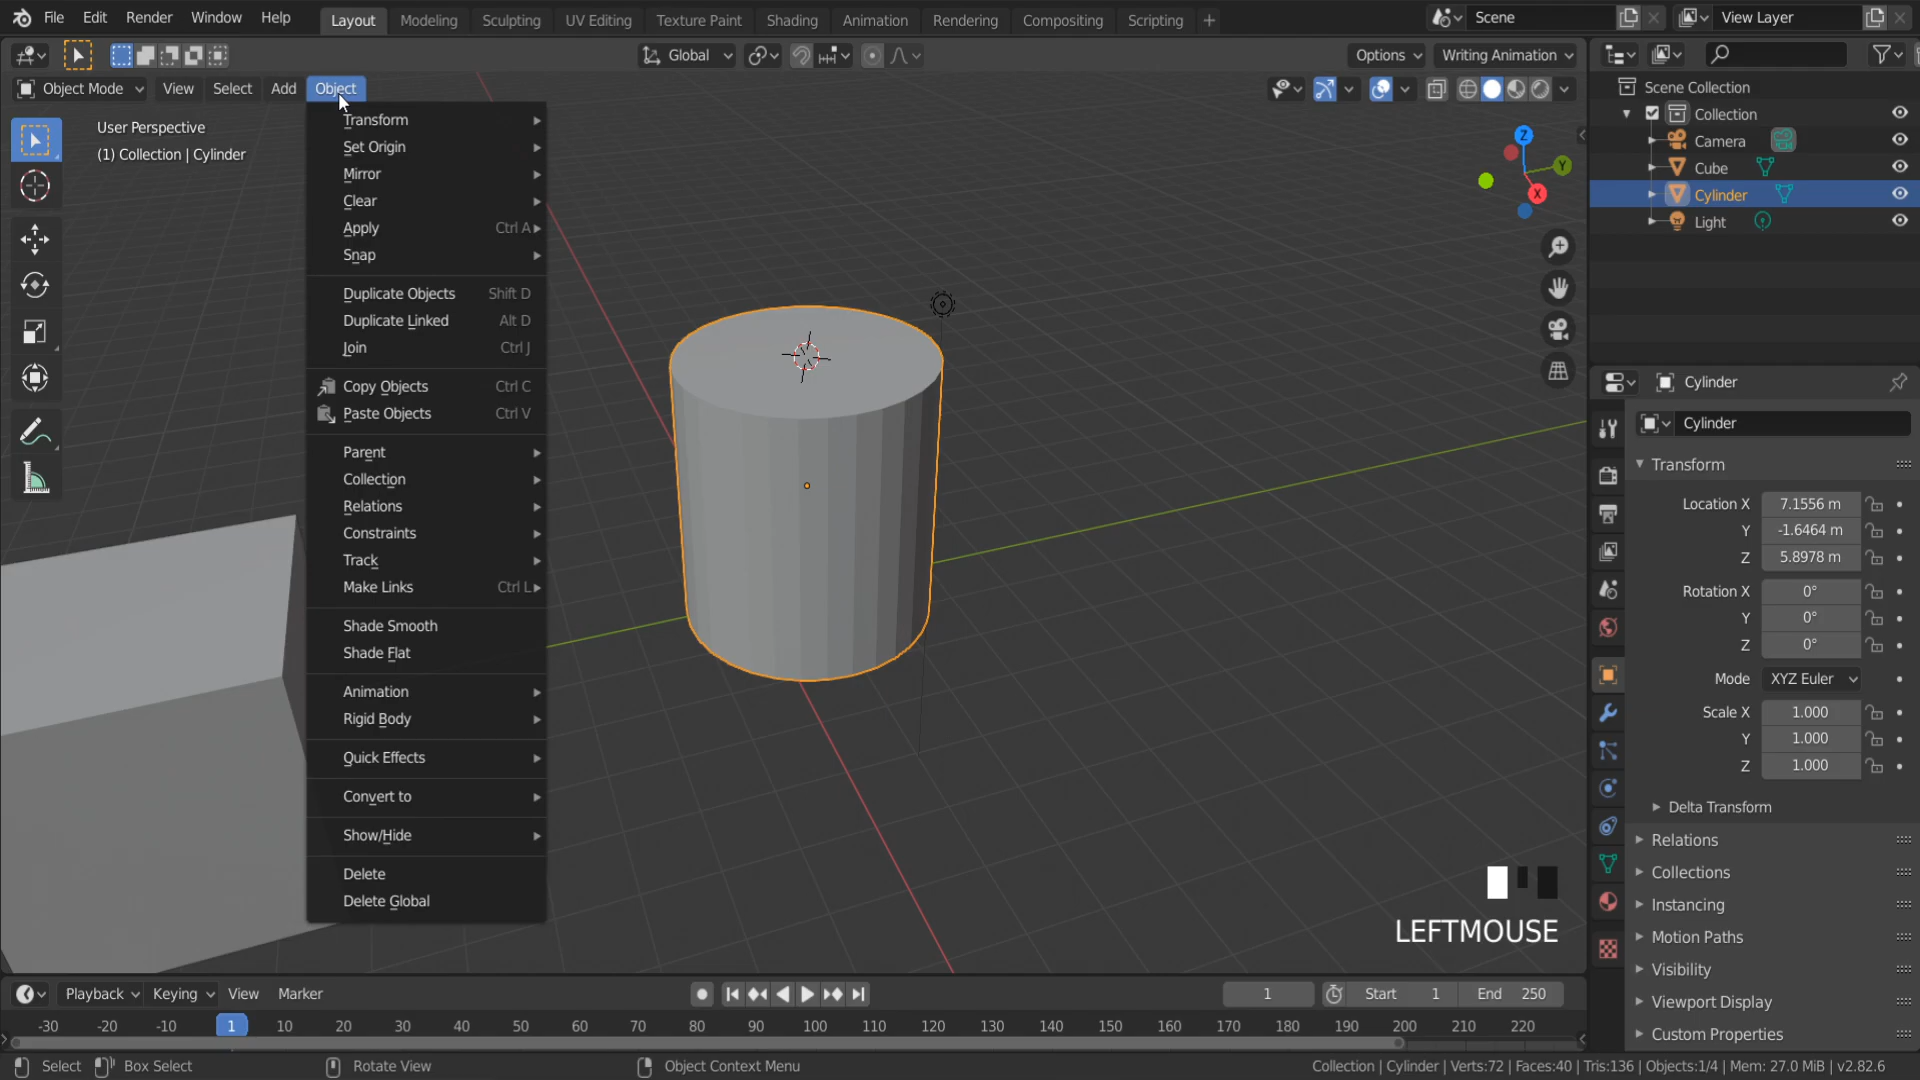 File Edit Render Window Help Layout Modeling Sculpting UV Editing Texture Paint Shading Animation Rendering Compositing Scripting + Scene View Layer
Global Options Writing Animation
Object Mode View Select Add Object
User Perspective
(1) Collection | Cylinder
Transform
Set Origin
Mirror
Clear
Apply Ctrl A
Snap
Duplicate Objects Shift D
Duplicate Linked Alt D
Join Ctrl J
Copy Objects Ctrl C
Paste Objects Ctrl V
Parent
Collection
Relations
Constraints
Track
Make Links Ctrl L
Shade Smooth
Shade Flat
Animation
Rigid Body
Quick Effects
Convert to
Show/Hide
Delete
Delete Global
Z
Y
X
LEFTMOUSE
Scene Collection
Collection
Camera
Cube
Cylinder
Light
Cylinder
Cylinder
Transform
Location X 7.1556 m
Y -1.6464 m
Z 5.8978 m
Rotation X 0°
Y 0°
Z 0°
Mode XYZ Euler
Scale X 1.000
Y 1.000
Z 1.000
Delta Transform
Relations
Collections
Instancing
Motion Paths
Visibility
Viewport Display
Custom Properties
Playback Keying View Marker 1 Start 1 End 250
-30 -20 -10 1 10 20 30 40 50 60 70 80 90 100 110 120 130 140 150 160 170 180 190 200 210 220
Select Box Select Rotate View Object Context Menu Collection | Cylinder | Verts:72 | Faces:40 | Tris:136 | Objects:1/4 | Mem: 27.0 MiB | v2.82.6